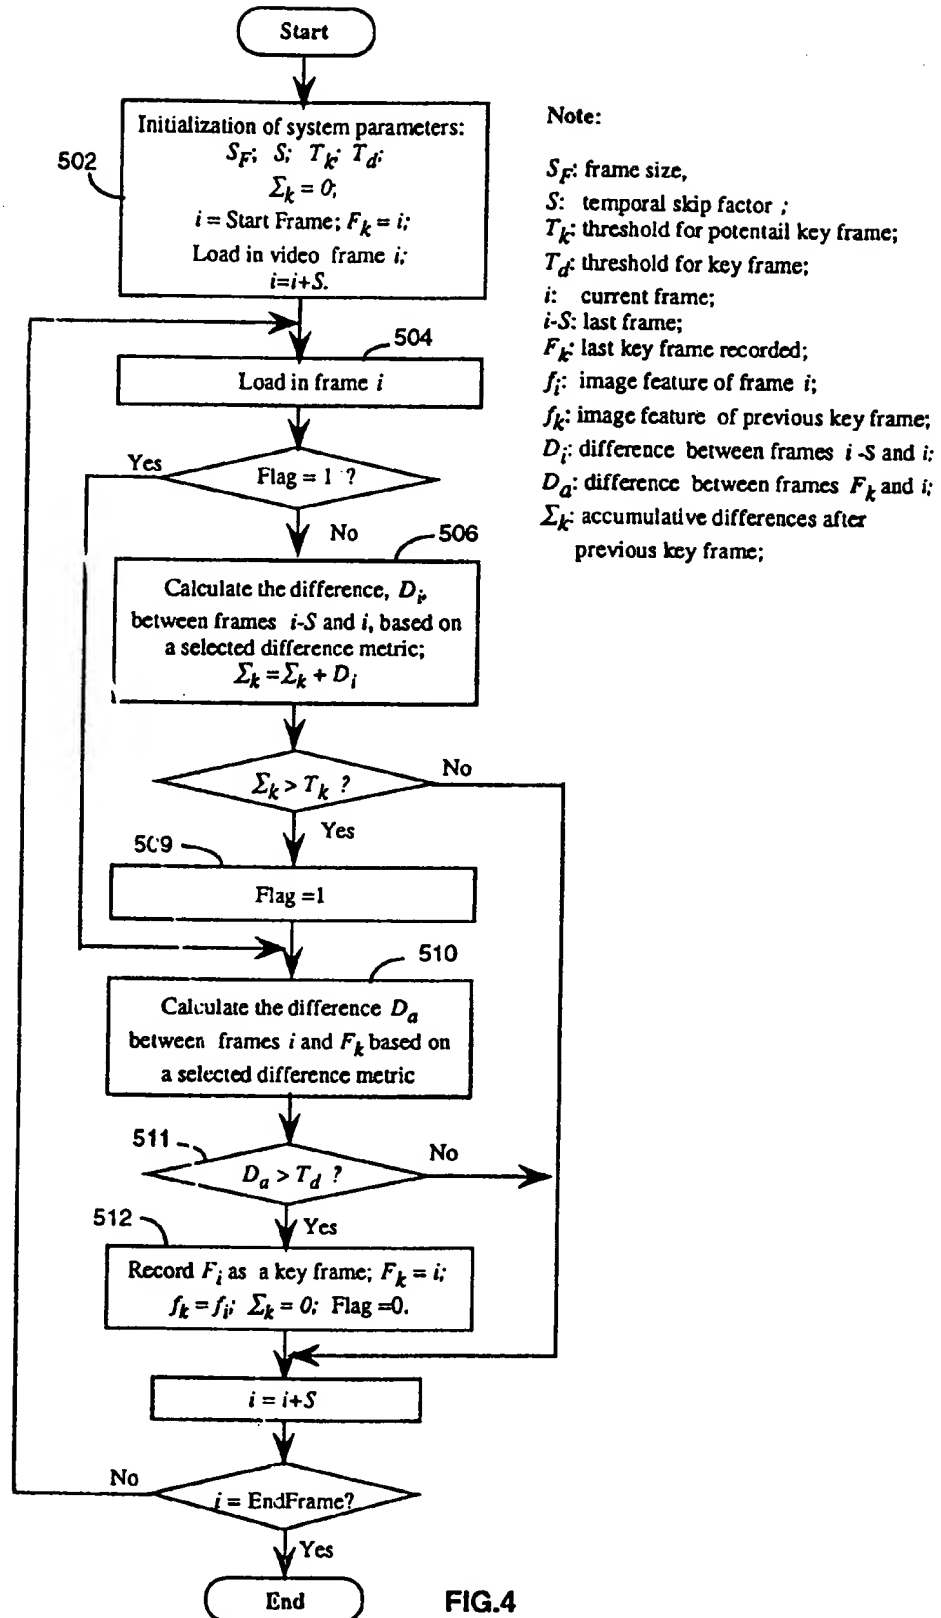 Start
502
Initialization of system parameters:
S_F; S; T_k; T_d;
Σ_k = 0;
i = Start Frame; F_k = i;
Load in video frame i;
i=i+S.
504
Load in frame i
Yes
Flag = 1 ?
No
506
Calculate the difference, D_i,
between frames i-S and i, based on
a selected difference metric;
Σ_k = Σ_k + D_i
Σ_k > T_k ?
No
Yes
509
Flag =1
510
Calculate the difference D_a
between frames i and F_k based on
a selected difference metric
511
D_a > T_d ?
No
Yes
512
Record F_i as a key frame; F_k = i;
f_k = f_i; Σ_k = 0; Flag =0.
i = i+S
No
i = EndFrame?
Yes
End
FIG.4
Note:
S_F: frame size,
S: temporal skip factor ;
T_k: threshold for potentail key frame;
T_d: threshold for key frame;
i: current frame;
i-S: last frame;
F_k: last key frame recorded;
f_i: image feature of frame i;
f_k: image feature of previous key frame;
D_i: difference between frames i -S and i;
D_a: difference between frames F_k and i;
Σ_k: accumulative differences after
previous key frame;